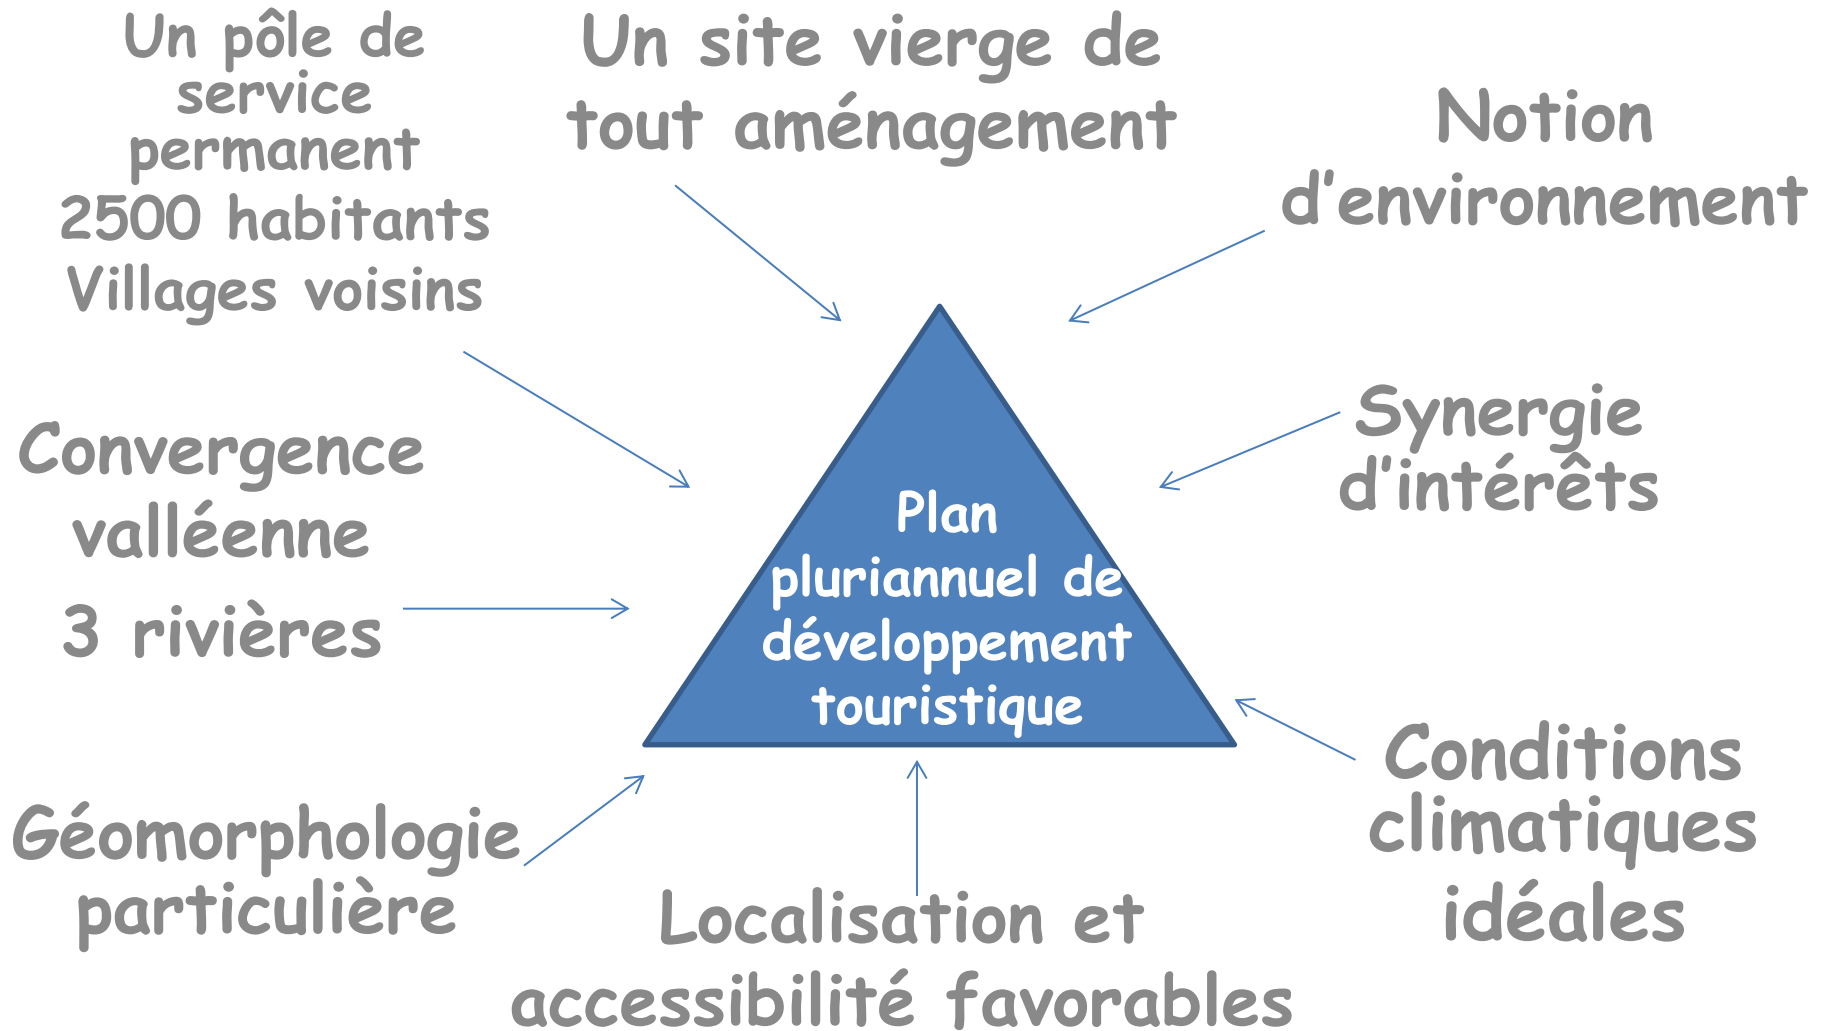 Un pôle de
service
permanent
2500 habitants
Villages voisins
Un site vierge de
tout aménagement
Notion
d’environnement
Convergence
valléenne
3 rivières
Synergie
d’intérêts
Plan
pluriannuel de
développement
touristique
Géomorphologie
particulière
Localisation et
accessibilité favorables
Conditions
climatiques
idéales